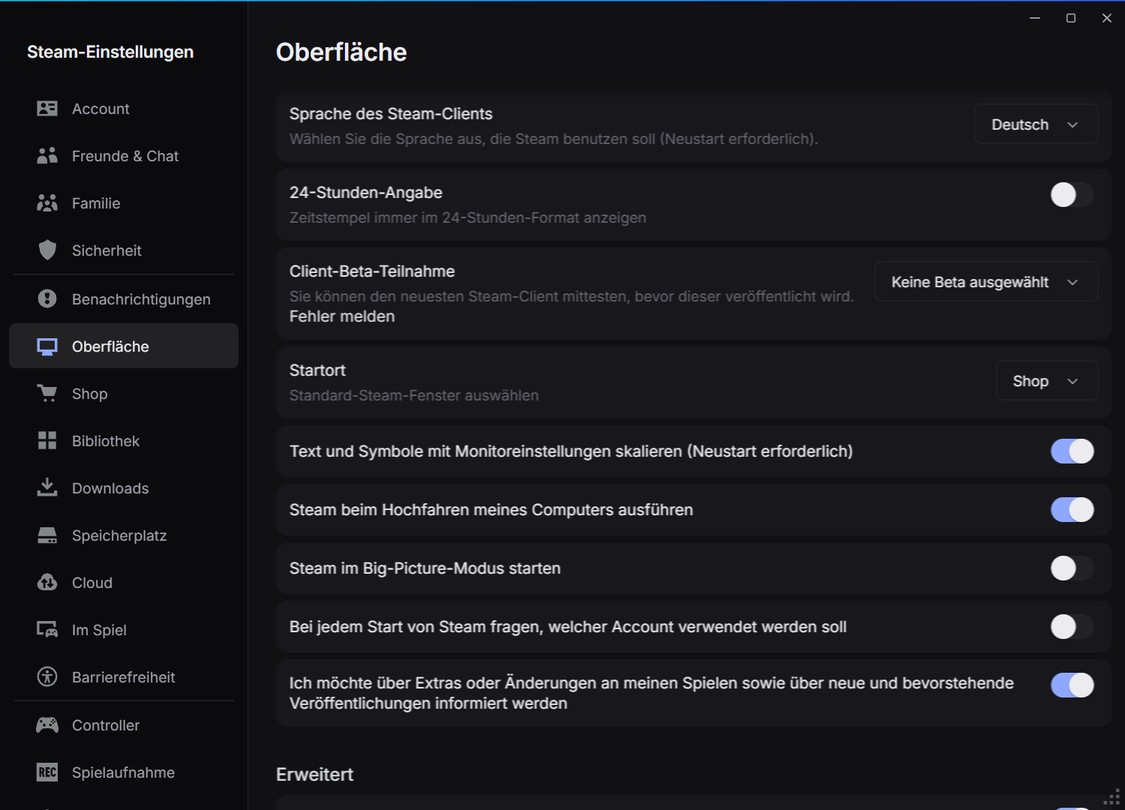 Steam-Einstellungen
Account
Freunde & Chat
Familie
Sicherheit
Benachrichtigungen
Oberfläche
Shop
Bibliothek
Downloads
Speicherplatz
Cloud
Im Spiel
Barrierefreiheit
Controller
REC
Spielaufnahme
Oberfläche
Sprache des Steam-Clients
Wählen Sie die Sprache aus, die Steam benutzen soll (Neustart erforderlich).
Deutsch
24-Stunden-Angabe
Zeitstempel immer im 24-Stunden-Format anzeigen
Client-Beta-Teilnahme
Sie können den neuesten Steam-Client mittesten, bevor dieser veröffentlicht wird.
Fehler melden
Keine Beta ausgewählt
Startort
Standard-Steam-Fenster auswählen
Shop
Text und Symbole mit Monitoreinstellungen skalieren (Neustart erforderlich)
Steam beim Hochfahren meines Computers ausführen
Steam im Big-Picture-Modus starten
Bei jedem Start von Steam fragen, welcher Account verwendet werden soll
Ich möchte über Extras oder Änderungen an meinen Spielen sowie über neue und bevorstehende
Veröffentlichungen informiert werden
Erweitert